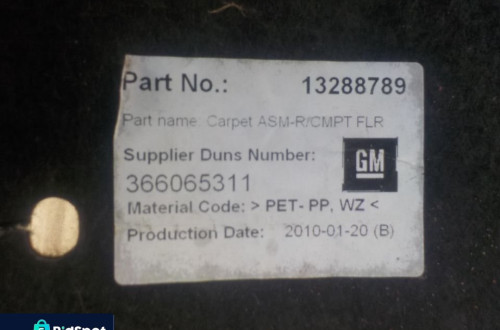 Part No.: 13288789
Part name: Carpet ASM-R/CMPT FLR
Supplier Duns Number:
GM
366065311
Material Code: > PET- PP, WZ <
Production Date: 2010-01-20 (B)
BidSpot